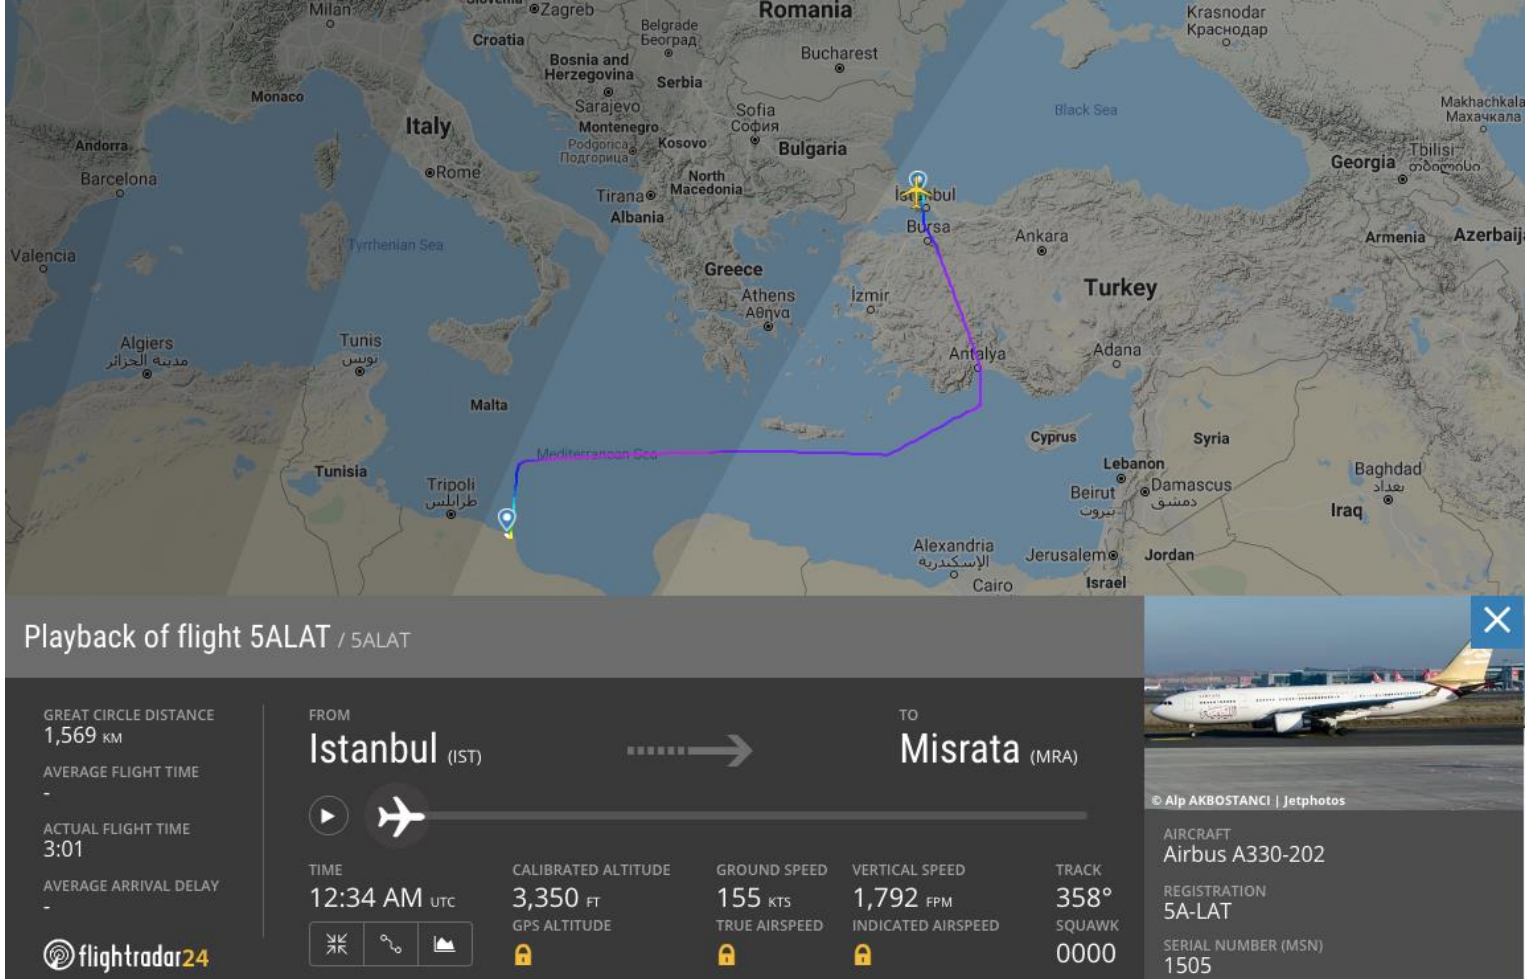 Milan
Slovenia
Zagreb
Romania
Krasnodar
Краснодар
Croatia
Belgrade
Београд
Bosnia and
Herzegovina
Bucharest
Serbia
Monaco
Sarajevo
Sofia
София
Black Sea
Makhachkala
Махачкала
Italy
Montenegro
Podgorica
Подгорица
Kosovo
Bulgaria
Andorra
Georgia
Tbilisi
თბილისი
Barcelona
Rome
North
Macedonia
Tirana
Albania
İstanbul
Bursa
Ankara
Armenia
Azerbaij
Valencia
Tyrrhenian Sea
Greece
Turkey
Athens
Αθήνα
İzmir
Algiers
مدينة الجزائر
Tunis
تونس
Antalya
Adana
Malta
Cyprus
Syria
Mediterranean Sea
Tunisia
Tripoli
طرابلس
Lebanon
Beirut
بيروت
Damascus
دمشق
Baghdad
بغداد
Iraq
Alexandria
الإسكندرية
Jerusalem
Jordan
Cairo
Israel
Playback of flight 5ALAT / 5ALAT
GREAT CIRCLE DISTANCE
1,569 KM
AVERAGE FLIGHT TIME
-
ACTUAL FLIGHT TIME
3:01
AVERAGE ARRIVAL DELAY
-
flightradar24
FROM
Istanbul (IST)
TO
Misrata (MRA)
TIME
12:34 AM UTC
CALIBRATED ALTITUDE
3,350 FT
GPS ALTITUDE
GROUND SPEED
155 KTS
TRUE AIRSPEED
VERTICAL SPEED
1,792 FPM
INDICATED AIRSPEED
TRACK
358°
SQUAWK
0000
© Alp AKBOSTANCI | Jetphotos
AIRCRAFT
Airbus A330-202
REGISTRATION
5A-LAT
SERIAL NUMBER (MSN)
1505